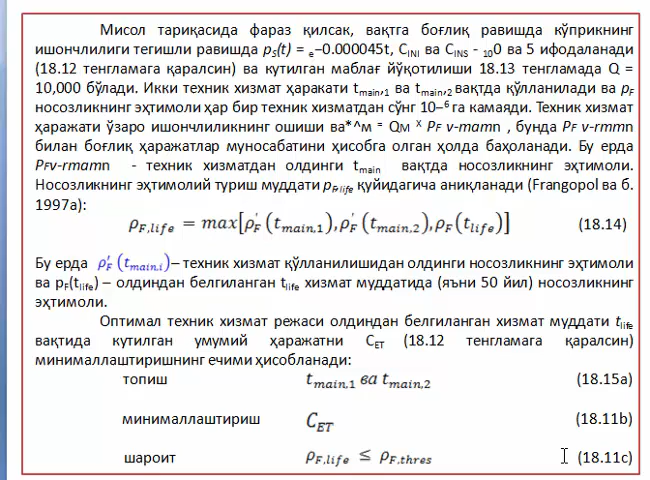 Мисол тариқасида фараз қилсак, вақтга боғлиқ равишда кўприкнинг
ишончлилиги тегишли равишда pS(t) = e–0.000045t, CINI ва CINS - 100 ва 5 ифодаланади
(18.12 тенгламага қаралсин) ва кутилган маблағ йўқотилиши 18.13 тенгламада Q =
10,000 бўлади. Икки техник хизмат ҳаракати tmain,1 ва tmain,2 вақтда қўлланилади ва pF
носозликнинг эҳтимоли ҳар бир техник хизматдан сўнг 10–6 га камаяди. Техник хизмат
ҳаражати ўзаро ишончлиликнинг ошиши ва*^м = QM X PF v-mamn , бунда PF v-rmmn
билан боғлиқ ҳаражатлар муносабатини ҳисобга олган ҳолда баҳоланади. Бу ерда
PFv-rmamn - техник хизматдан олдинги tmain вақтда носозликнинг эҳтимоли.
Носозликнинг эҳтимолий туриш муддати pF,life қуйидагича аниқланади (Frangopol ва б.
1997a):
ρF,life = max[ρ'F (tmain,1), ρ'F (tmain,2), ρF(tlife)] (18.14)
Бу ерда ρ'F (tmain,i)– техник хизмат қўлланилишидан олдинги носозликнинг эҳтимоли
ва pF(tlife) – олдиндан белгиланган tlife хизмат муддатида (яъни 50 йил) носозликнинг
эҳтимоли.
Оптимал техник хизмат режаси олдиндан белгиланган хизмат муддати tlife
вақтида кутилган умумий ҳаражатни CET (18.12 тенгламага қаралсин)
минималлаштиришнинг ечими ҳисобланади:
топиш tmain,1 ва tmain,2 (18.15a)
минималлаштириш CET (18.11b)
шароит ρF,life ≤ ρF,thres (18.11c)